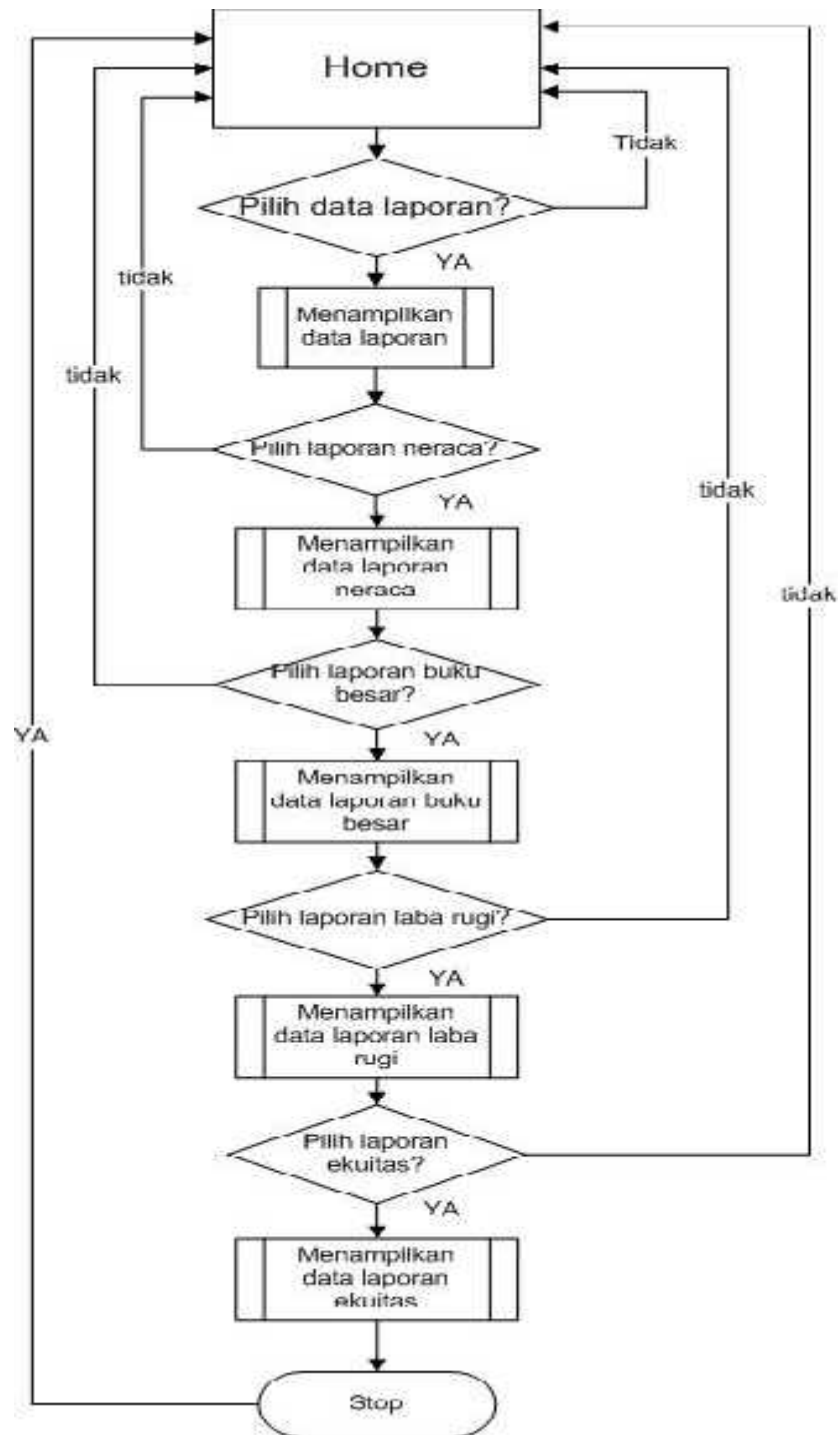 Home
Tidak
Pilih data laporan?
YA
tidak
Menampilkan
data laporan
tidak
Pilih laporan neraca?
YA
tidak
Menampilkan
data laporan
neraca
tidak
Pilih laporan buku
besar?
YA
YA
Menampilkan
data laporan buku
besar
Pilih laporan laba rugi?
YA
Menampilkan
data laporan laba
rugi
Pilih laporan
ekuitas?
YA
Menampilkan
data laporan
ekuitas
Stop